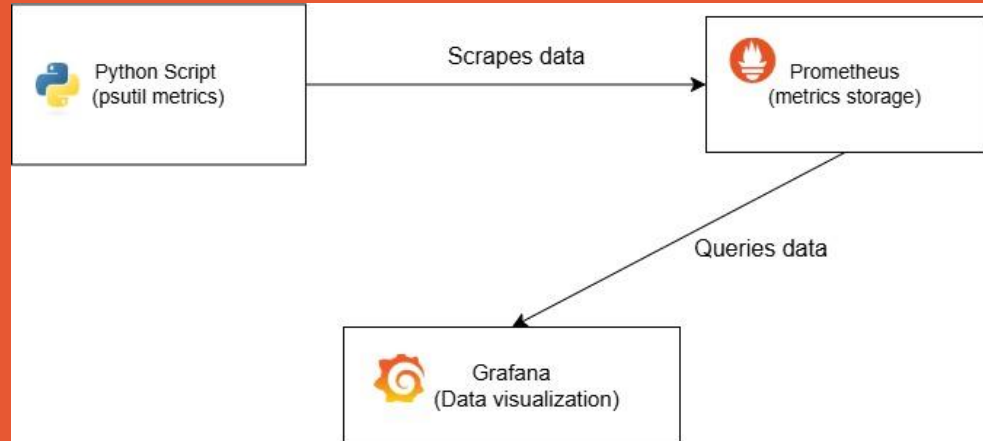 Python Script
(psutil metrics)
Scrapes data
Prometheus
(metrics storage)
Queries data
Grafana
(Data visualization)